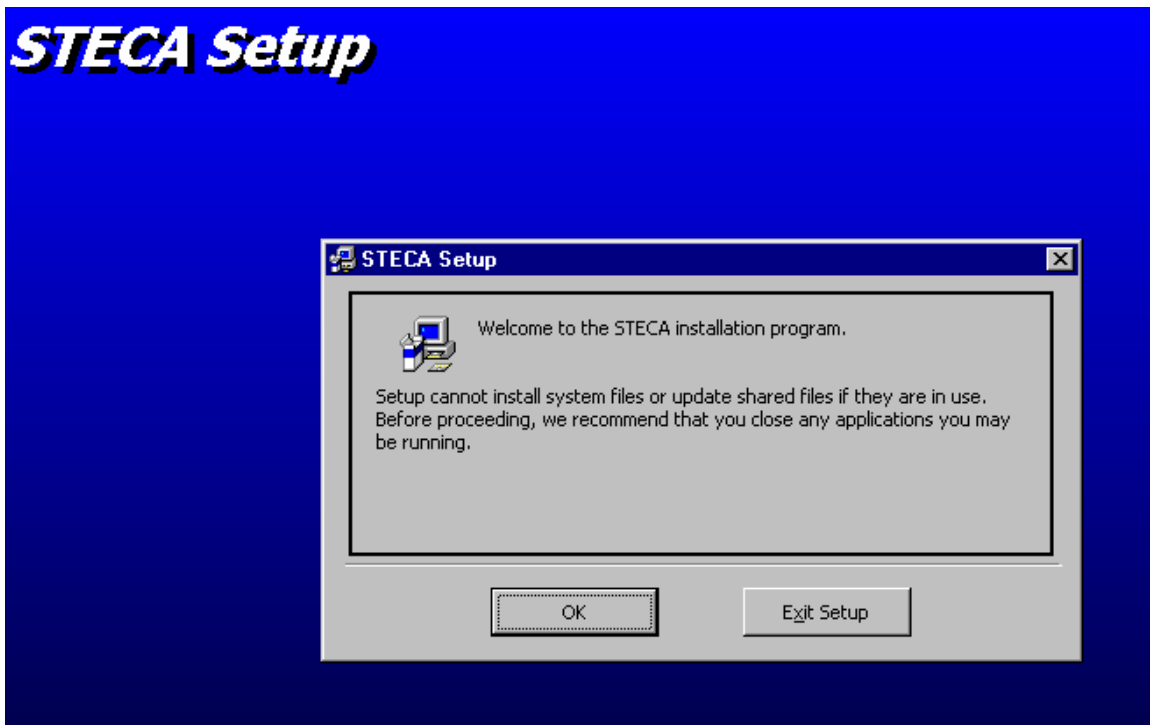 STECA Setup
STECA Setup
Welcome to the STECA installation program.
Setup cannot install system files or update shared files if they are in use.
Before proceeding, we recommend that you close any applications you may
be running.
OK
Exit Setup